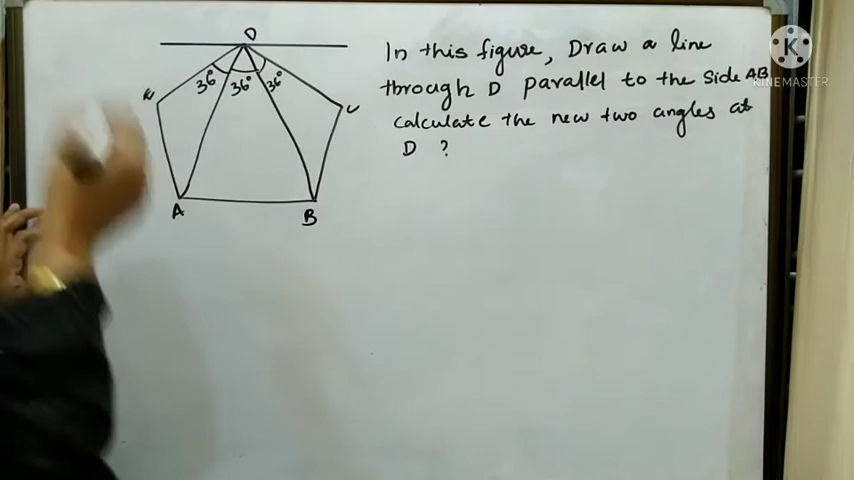 D
In this figure, Draw a line
through D parallel to the side AB
calculate the new two angles at
D ?
K
KINEMASTER
36° 36° 36°
E
C
A
B